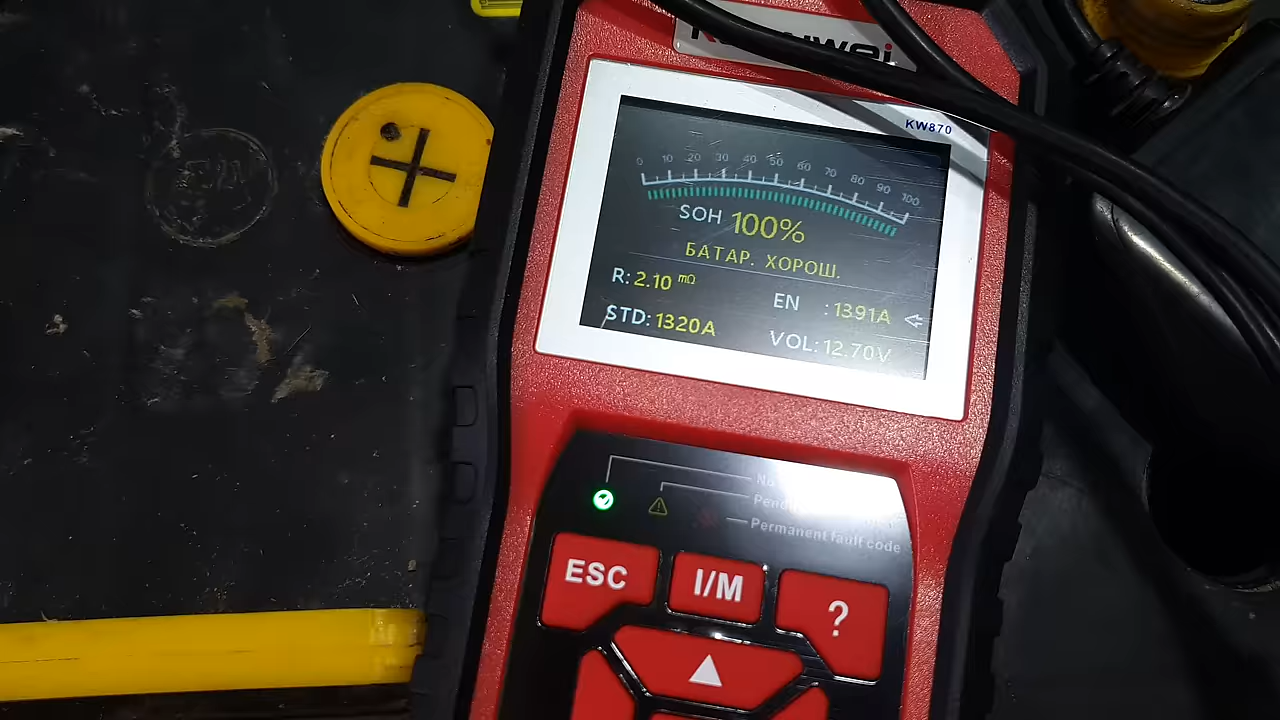 KW870
0 10 20 30 40 50 60 70 80 90 100
SOH 100%
БАТАР. ХОРОШ.
R: 2.10 mΩ
EN : 1391A
STD: 1320A
VOL: 12.70V
Permanent fault code
ESC
I/M
?